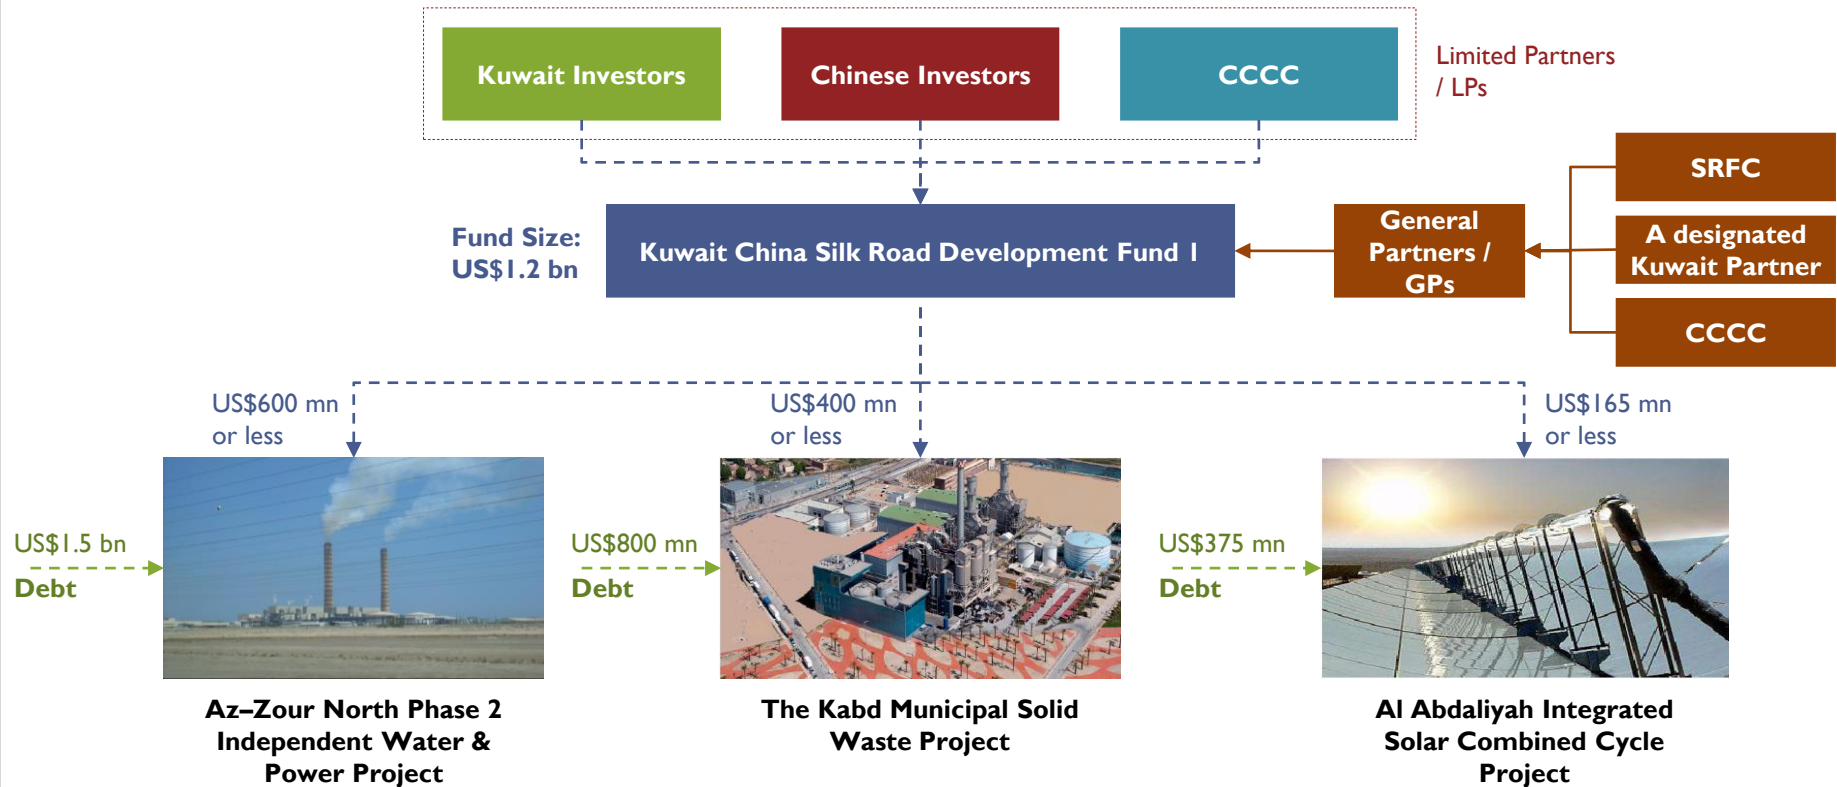 Kuwait Investors
Chinese Investors
CCCC
Limited Partners
/ LPs
SRFC
A designated
Kuwait Partner
CCCC
General
Partners /
GPs
Fund Size:
US$1.2 bn
Kuwait China Silk Road Development Fund 1
US$600 mn
or less
US$400 mn
or less
US$165 mn
or less
US$1.5 bn
Debt
US$800 mn
Debt
US$375 mn
Debt
Az–Zour North Phase 2
Independent Water &
Power Project
The Kabd Municipal Solid
Waste Project
Al Abdaliyah Integrated
Solar Combined Cycle
Project